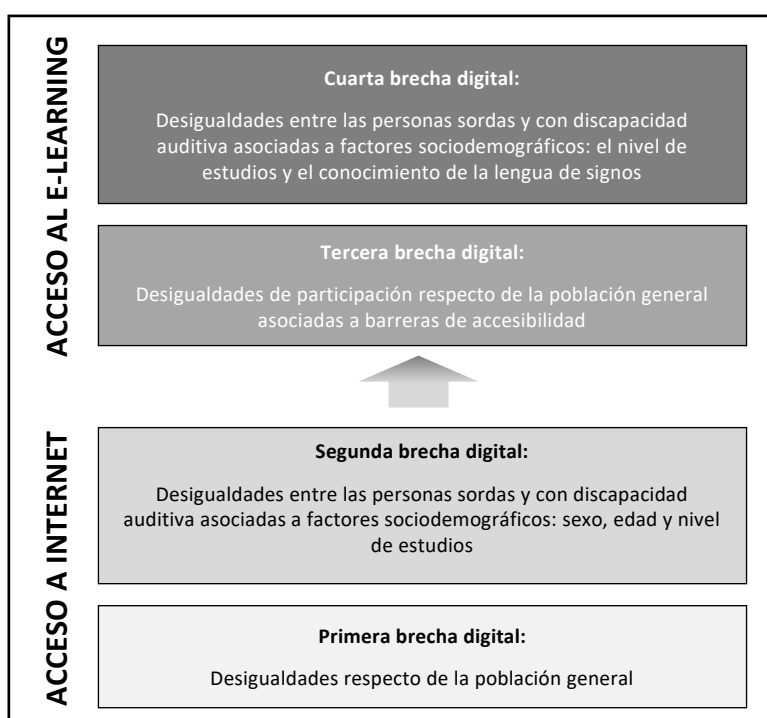 ACCESO AL E-LEARNING
Cuarta brecha digital:
Desigualdades entre las personas sordas y con discapacidad
auditiva asociadas a factores sociodemográficos: el nivel de
estudios y el conocimiento de la lengua de signos
Tercera brecha digital:
Desigualdades de participación respecto de la población general
asociadas a barreras de accesibilidad
ACCESO A INTERNET
Segunda brecha digital:
Desigualdades entre las personas sordas y con discapacidad
auditiva asociadas a factores sociodemográficos: sexo, edad y nivel
de estudios
Primera brecha digital:
Desigualdades respecto de la población general